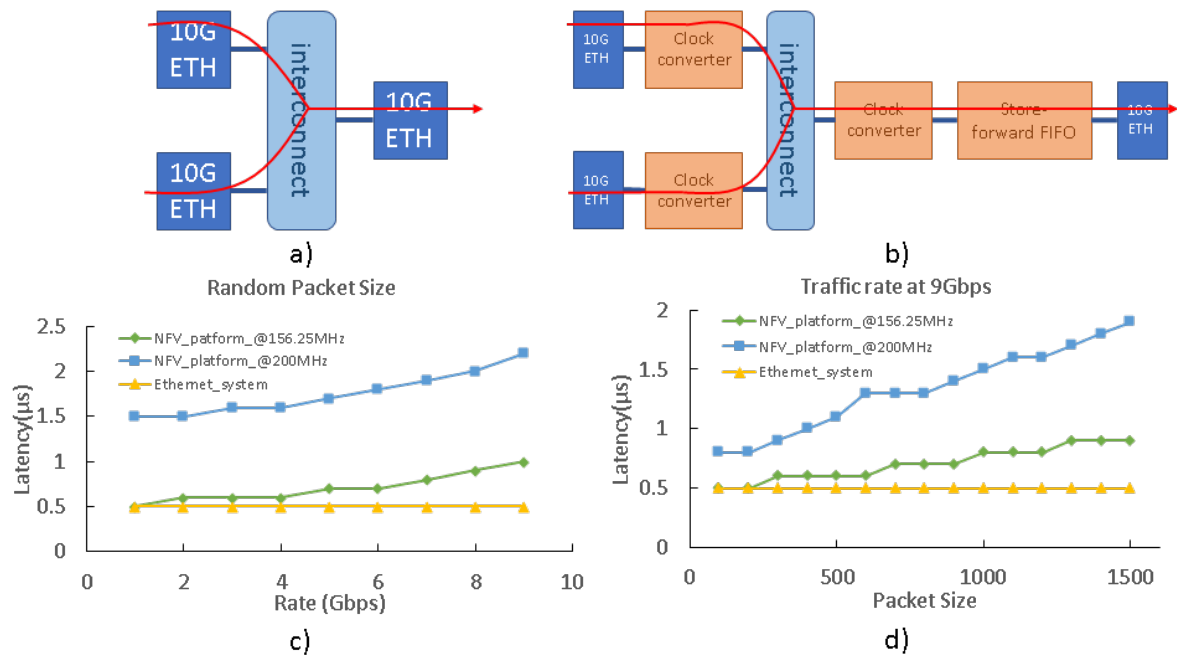 10G
ETH
10G
ETH
interconnect
10G
ETH
a)
10G
ETH
Clock
converter
10G
ETH
Clock
converter
interconnect
Clock
converter
Store-
forward FIFO
10G
ETH
b)
Random Packet Size
NFV_patform_@156.25MHz
NFV_platform_@200MHz
Ethernet_system
Latency(µs)
2.5
2
1.5
1
0.5
0
0 2 4 6 8 10
Rate (Gbps)
c)
Traffic rate at 9Gbps
NFV_platform_@156.25MHz
NFV_platform_@200MHz
Ethernet_system
Latency(µs)
2
1.5
1
0.5
0
0 500 1000 1500
Packet Size
d)